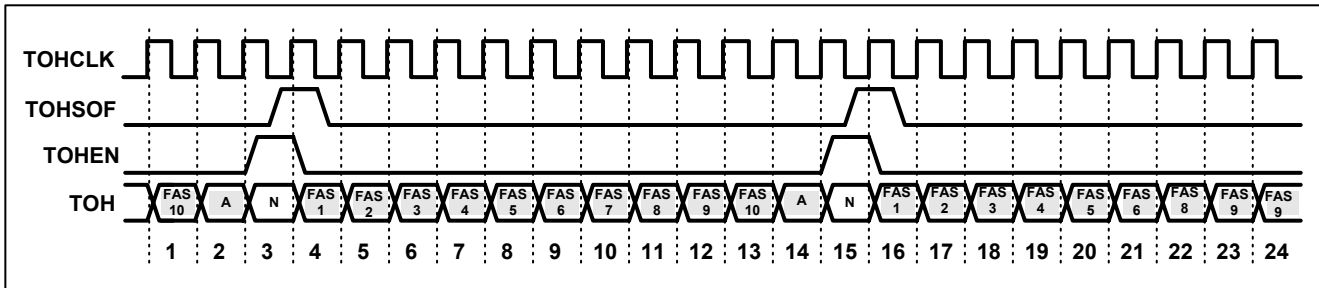 TOHCLK
TOHSOF
TOHEN
TOH FAS 10 A N FAS 1 FAS 2 FAS 3 FAS 4 FAS 5 FAS 6 FAS 7 FAS 8 FAS 9 FAS 10 A N FAS 1 FAS 2 FAS 3 FAS 4 FAS 5 FAS 6 FAS 8 FAS 9 FAS 9
1 2 3 4 5 6 7 8 9 10 11 12 13 14 15 16 17 18 19 20 21 22 23 24